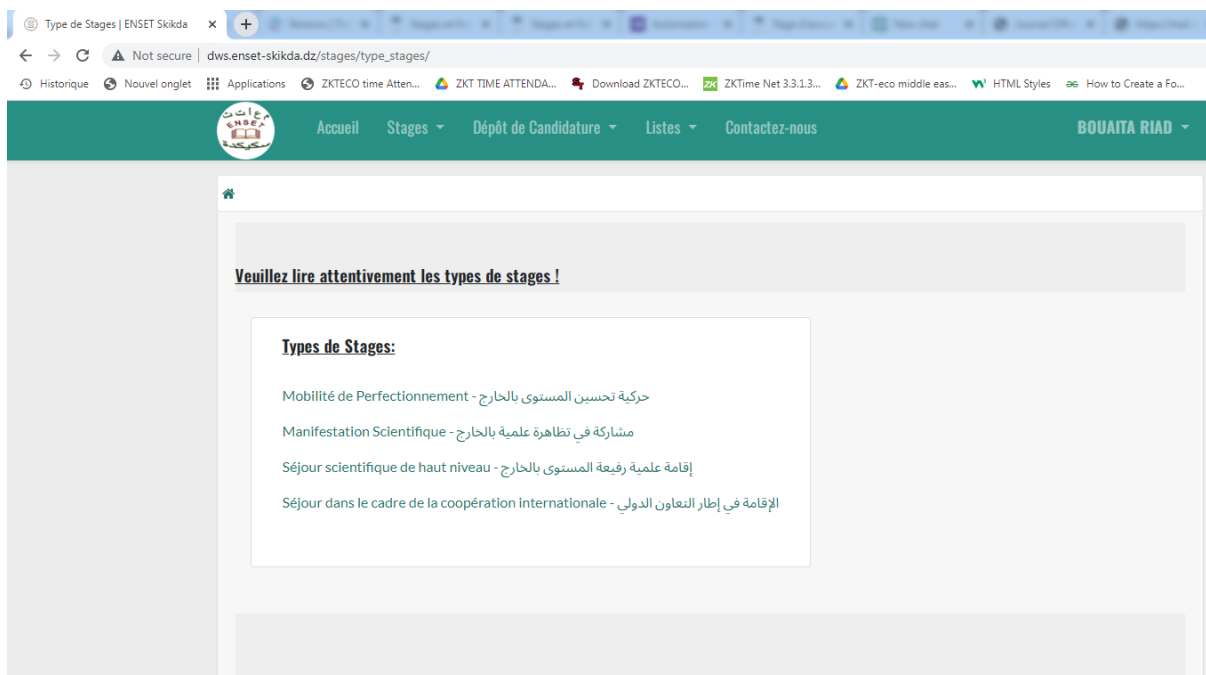 Type de Stages | ENSET Skikda
Not secure | dws.enset-skikda.dz/stages/type_stages/
Historique Nouvel onglet Applications ZKTECO time Atten... ZKT TIME ATTENDA... Download ZKTECO... ZKTime Net 3.3.1.3... ZKT-eco middle eas... HTML Styles How to Create a Fo...
ENSET
سكيكدة
Accueil Stages Dépôt de Candidature Listes Contactez-nous BOUAITA RIAD
Veuillez lire attentivement les types de stages !
Types de Stages:
Mobilité de Perfectionnement - حركية تحسين المستوى بالخارج
Manifestation Scientifique - مشاركة في تظاهرة علمية بالخارج
Séjour scientifique de haut niveau - إقامة علمية رفيعة المستوى بالخارج
Séjour dans le cadre de la coopération internationale - الإقامة في إطار التعاون الدولي